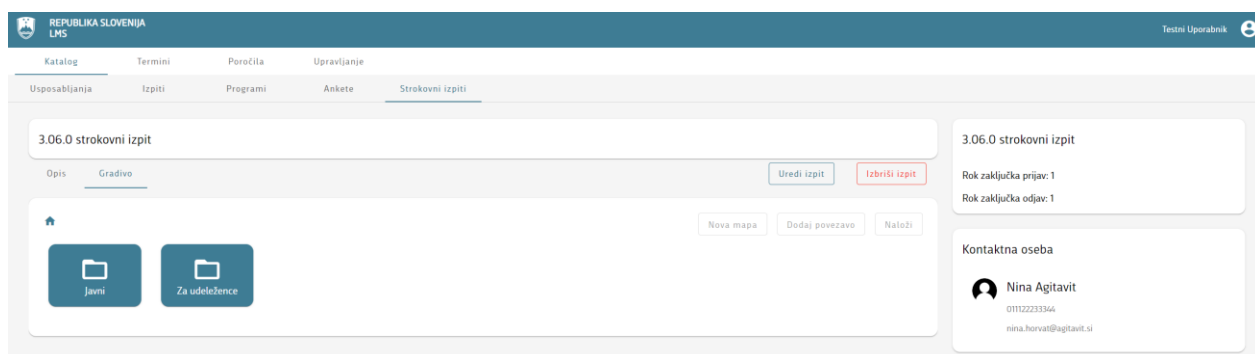 REPUBLIKA SLOVENIJA
LMS
Testni Uporabnik
Katalog Termini Poročila Upravljanje
Usposabljanja Izpiti Programi Ankete Strokovni izpiti
3.06.0 strokovni izpit
Opis Gradivo Uredi izpit Izbriši izpit
Nova mapa Dodaj povezavo Naloži
Javni Za udeležence
3.06.0 strokovni izpit
Rok zaključka prijav: 1
Rok zaključka odjav: 1
Kontaktna oseba
Nina Agitavit
011122233344
nina.horvat@agitavit.si